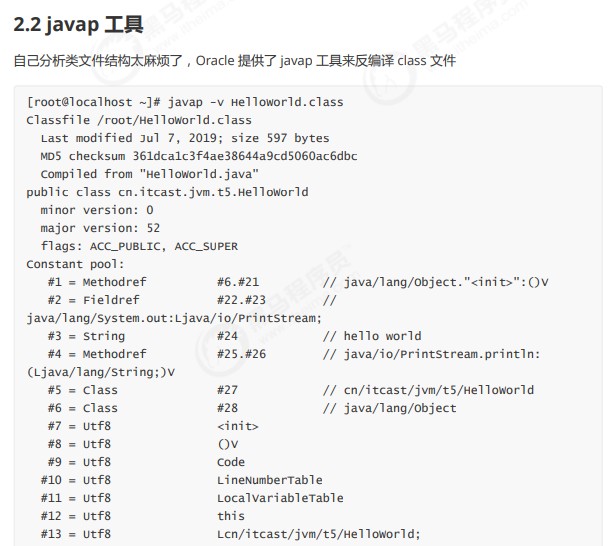 2.2 javap 工具
自己分析类文件结构太麻烦了，Oracle 提供了 javap 工具来反编译 class 文件
[root@localhost ~]# javap -v HelloWorld.class
Classfile /root/HelloWorld.class
  Last modified Jul 7, 2019; size 597 bytes
  MD5 checksum 361dca1c3f4ae38644a9cd5060ac6dbc
  Compiled from "HelloWorld.java"
public class cn.itcast.jvm.t5.HelloWorld
  minor version: 0
  major version: 52
  flags: ACC_PUBLIC, ACC_SUPER
Constant pool:
   #1 = Methodref          #6.#21         // java/lang/Object."<init>":()V
   #2 = Fieldref           #22.#23        //
java/lang/System.out:Ljava/io/PrintStream;
   #3 = String             #24            // hello world
   #4 = Methodref          #25.#26        // java/io/PrintStream.println:
(Ljava/lang/String;)V
   #5 = Class              #27            // cn/itcast/jvm/t5/HelloWorld
   #6 = Class              #28            // java/lang/Object
   #7 = Utf8               <init>
   #8 = Utf8               ()V
   #9 = Utf8               Code
  #10 = Utf8               LineNumberTable
  #11 = Utf8               LocalVariableTable
  #12 = Utf8               this
  #13 = Utf8               Lcn/itcast/jvm/t5/HelloWorld;